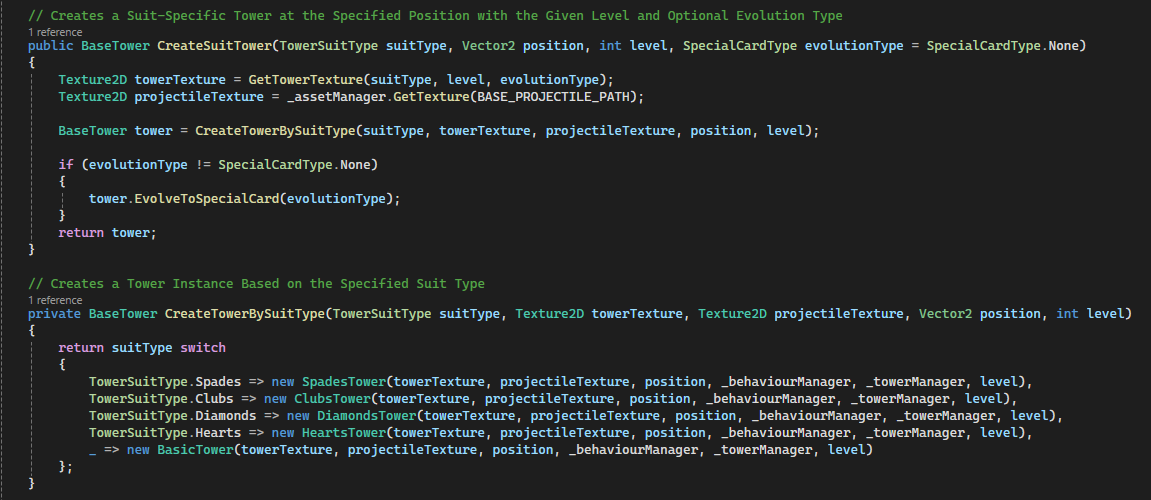 // Creates a Suit-Specific Tower at the Specified Position with the Given Level and Optional Evolution Type
1 reference
public BaseTower CreateSuitTower(TowerSuitType suitType, Vector2 position, int level, SpecialCardType evolutionType = SpecialCardType.None)
{
Texture2D towerTexture = GetTowerTexture(suitType, level, evolutionType);
Texture2D projectileTexture = _assetManager.GetTexture(BASE_PROJECTILE_PATH);
BaseTower tower = CreateTowerBySuitType(suitType, towerTexture, projectileTexture, position, level);
if (evolutionType != SpecialCardType.None)
{
tower.EvolveToSpecialCard(evolutionType);
}
return tower;
}
// Creates a Tower Instance Based on the Specified Suit Type
1 reference
private BaseTower CreateTowerBySuitType(TowerSuitType suitType, Texture2D towerTexture, Texture2D projectileTexture, Vector2 position, int level)
{
return suitType switch
{
TowerSuitType.Spades => new SpadesTower(towerTexture, projectileTexture, position, _behaviourManager, _towerManager, level),
TowerSuitType.Clubs => new ClubsTower(towerTexture, projectileTexture, position, _behaviourManager, _towerManager, level),
TowerSuitType.Diamonds => new DiamondsTower(towerTexture, projectileTexture, position, _behaviourManager, _towerManager, level),
TowerSuitType.Hearts => new HeartsTower(towerTexture, projectileTexture, position, _behaviourManager, _towerManager, level),
_ => new BasicTower(towerTexture, projectileTexture, position, _behaviourManager, _towerManager, level)
};
}